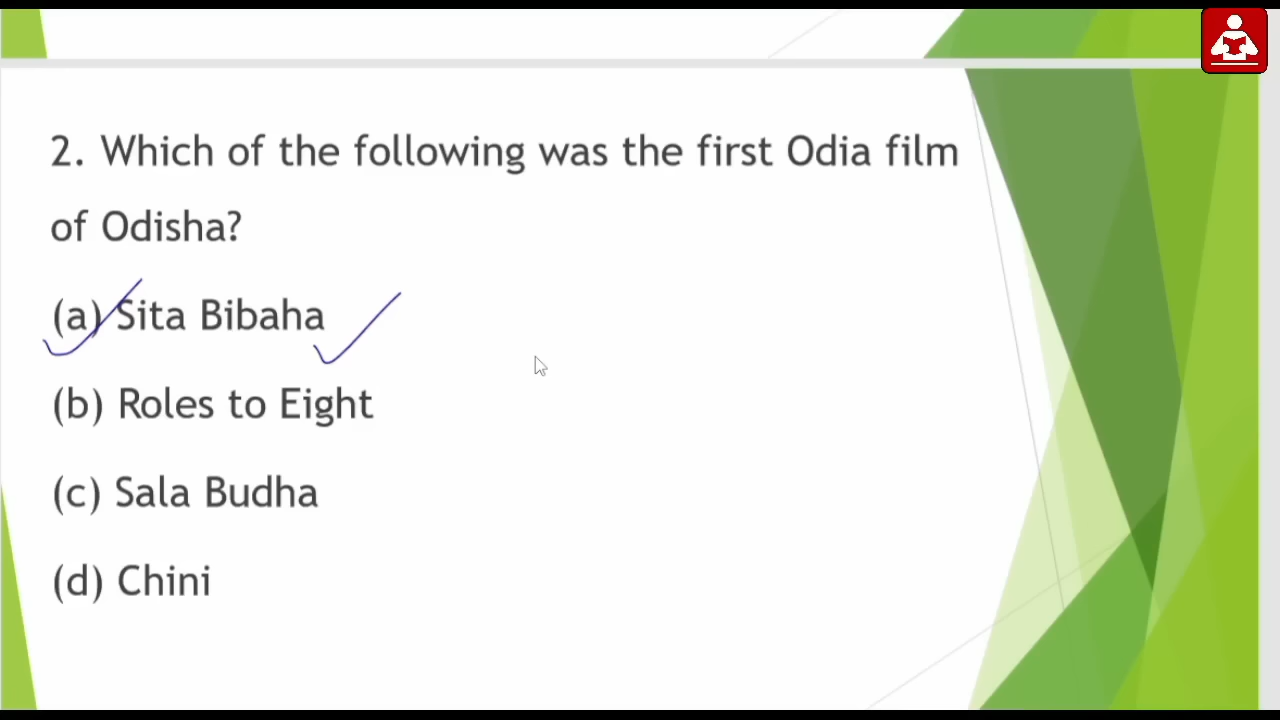 2. Which of the following was the first Odia film
of Odisha?
(a) Sita Bibaha
(b) Roles to Eight
(c) Sala Budha
(d) Chini